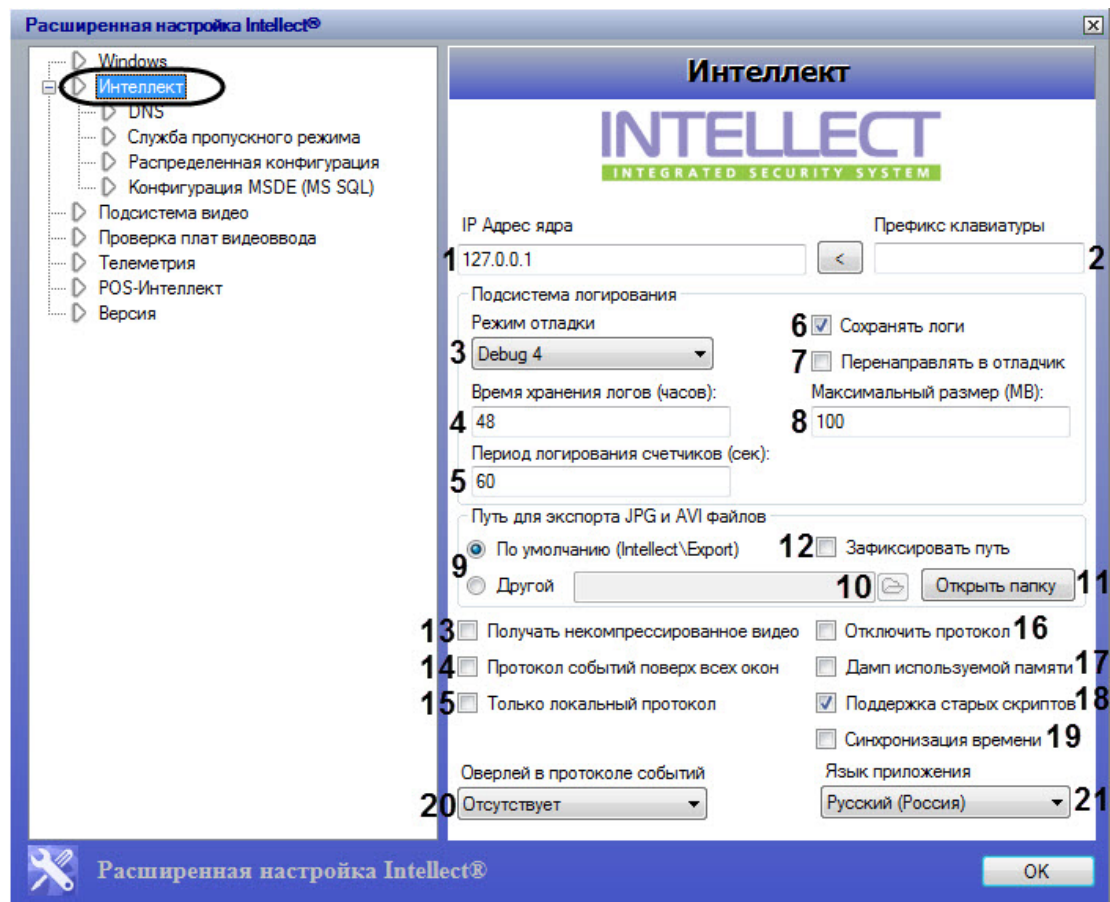 Расширенная настройка Intellect®
Windows
Интеллект
DNS
Служба пропускного режима
Распределенная конфигурация
Конфигурация MSDE (MS SQL)
Подсистема видео
Проверка плат видеоввода
Телеметрия
POS-Интеллект
Версия
Интеллект
INTELLECT
INTEGRATED SECURITY SYSTEM
IP Адрес ядра
Префикс клавиатуры
1 127.0.0.1 < 2
Подсистема логирования
Режим отладки
6 Сохранять логи
3 Debug 4
7 Перенаправлять в отладчик
Время хранения логов (часов):
Максимальный размер (MB):
4 48
8 100
Период логирования счетчиков (сек):
5 60
Путь для экспорта JPG и AVI файлов
9 По умолчанию (Intellect\Export)
12 Зафиксировать путь
Другой 10 Открыть папку 11
13 Получать некомпрессированное видео
Отключить протокол 16
14 Протокол событий поверх всех окон
Дамп используемой памяти 17
15 Только локальный протокол
Поддержка старых скриптов 18
Синхронизация времени 19
Оверлей в протоколе событий
Язык приложения
20 Отсутствует
Русский (Россия) 21
Расширенная настройка Intellect®
OK